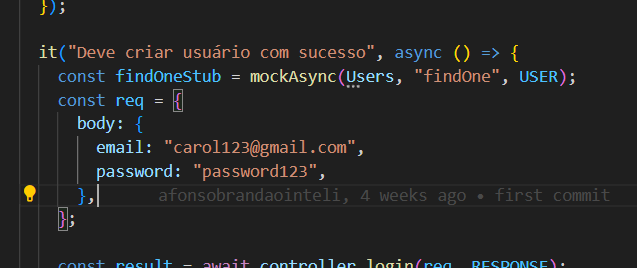 });
it("Deve criar usuário com sucesso", async () => {
const findOneStub = mockAsync(Users, "findOne", USER);
const req = {
body: {
email: "carol123@gmail.com",
password: "password123",
}, afonsobrandaointeli, 4 weeks ago • first commit
};
const result = await controller.login(req, RESPONSE);